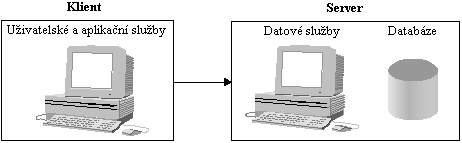 Klient
Server
Uživatelské a aplikační služby
Datové služby
Databáze